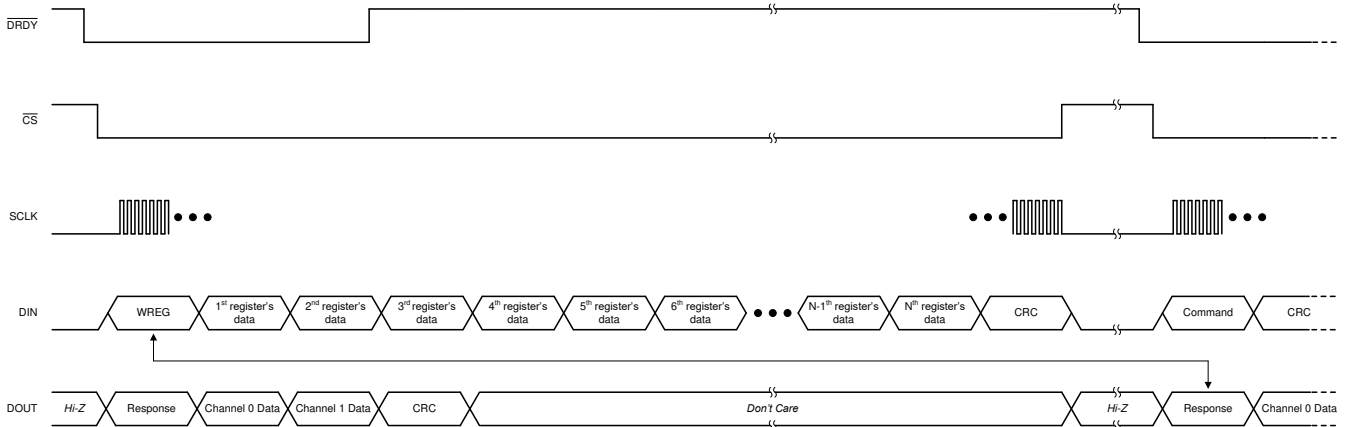 DRDY
CS
SCLK
DIN
WREG
1st register's
data
2nd register's
data
3rd register's
data
4th register's
data
5th register's
data
6th register's
data
N-1th register's
data
Nth register's
data
CRC
Command
CRC
DOUT
Hi-Z
Response
Channel 0 Data
Channel 1 Data
CRC
Don't Care
Hi-Z
Response
Channel 0 Data